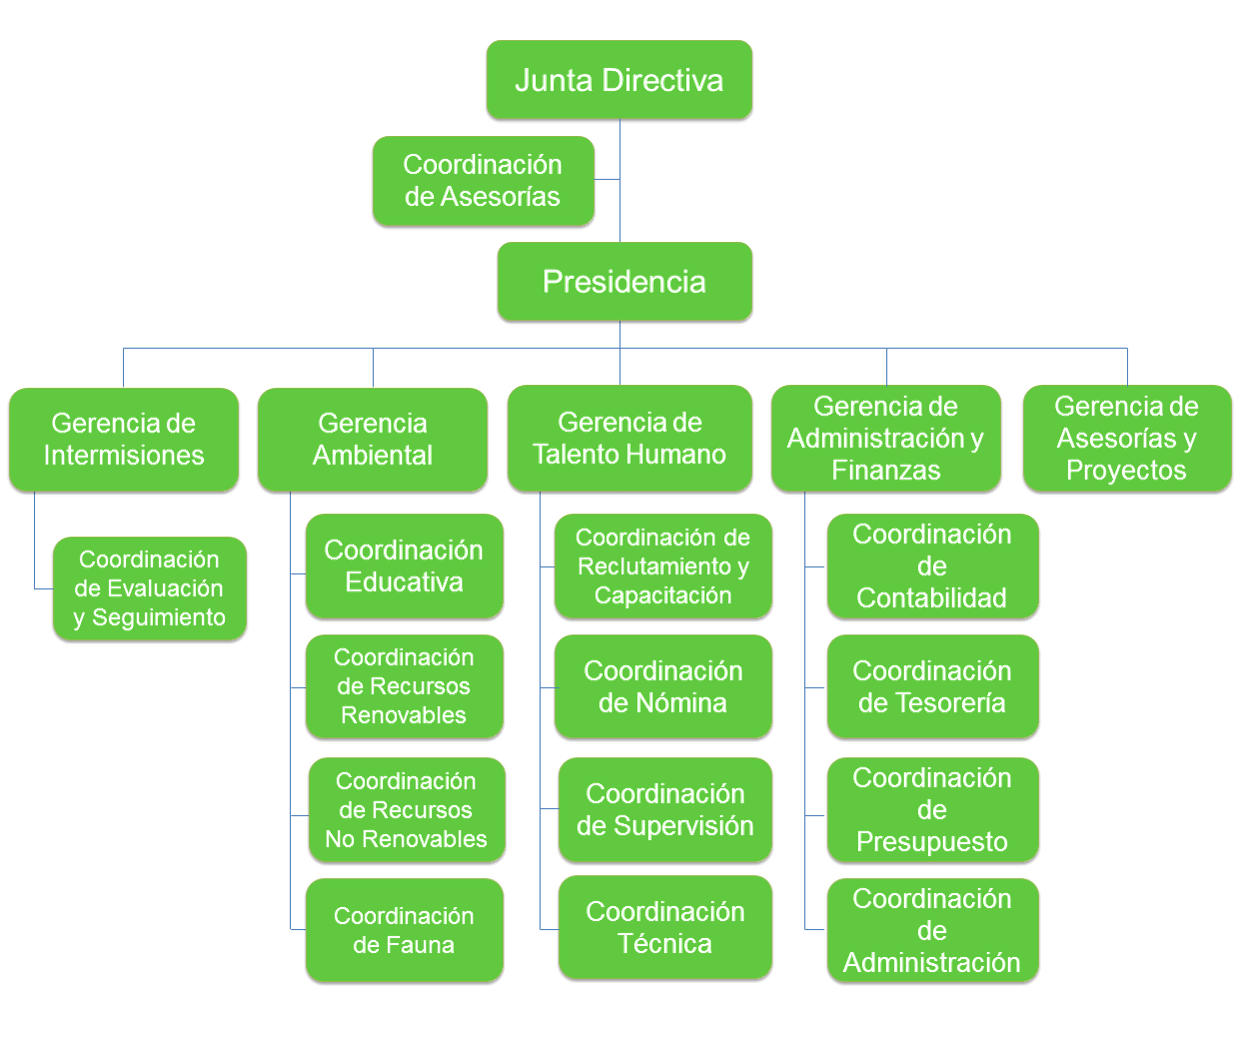 Junta Directiva
Coordinación
de Asesorías
Presidencia
Gerencia de
Intermisiones
Gerencia
Ambiental
Gerencia de
Talento Humano
Gerencia de
Administración y
Finanzas
Gerencia de
Asesorías y
Proyectos
Coordinación
de Evaluación
y Seguimiento
Coordinación
Educativa
Coordinación
de Recursos
Renovables
Coordinación
de Recursos
No Renovables
Coordinación
de Fauna
Coordinación de
Reclutamiento y
Capacitación
Coordinación
de Nómina
Coordinación
de Supervisión
Coordinación
Técnica
Coordinación
de
Contabilidad
Coordinación
de Tesorería
Coordinación
de
Presupuesto
Coordinación
de
Administración